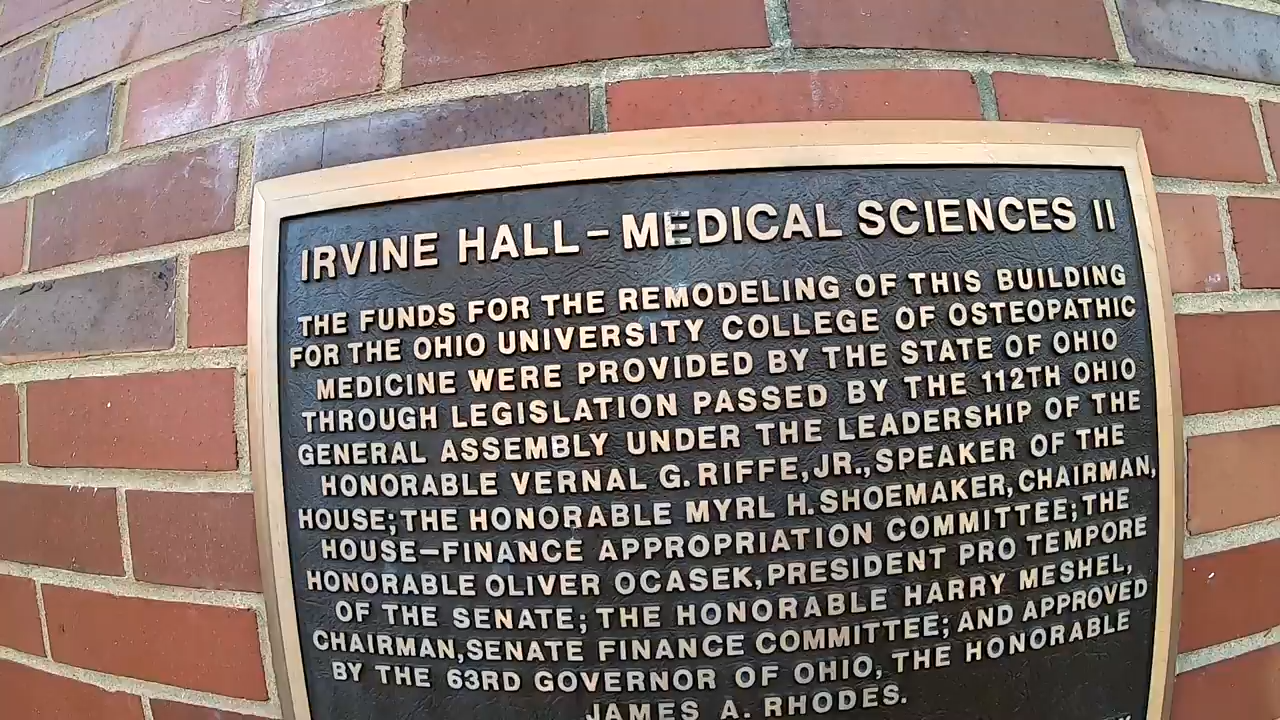 IRVINE HALL – MEDICAL SCIENCES II
THE FUNDS FOR THE REMODELING OF THIS BUILDING
FOR THE OHIO UNIVERSITY COLLEGE OF OSTEOPATHIC
MEDICINE WERE PROVIDED BY THE STATE OF OHIO
THROUGH LEGISLATION PASSED BY THE 112TH OHIO
GENERAL ASSEMBLY UNDER THE LEADERSHIP OF THE
HONORABLE VERNAL G. RIFFE, JR., SPEAKER OF THE
HOUSE; THE HONORABLE MYRL H. SHOEMAKER, CHAIRMAN,
HOUSE–FINANCE APPROPRIATION COMMITTEE; THE
HONORABLE OLIVER OCASEK, PRESIDENT PRO TEMPORE
OF THE SENATE; THE HONORABLE HARRY MESHEL,
CHAIRMAN, SENATE FINANCE COMMITTEE; AND APPROVED
BY THE 63RD GOVERNOR OF OHIO, THE HONORABLE
JAMES A. RHODES.